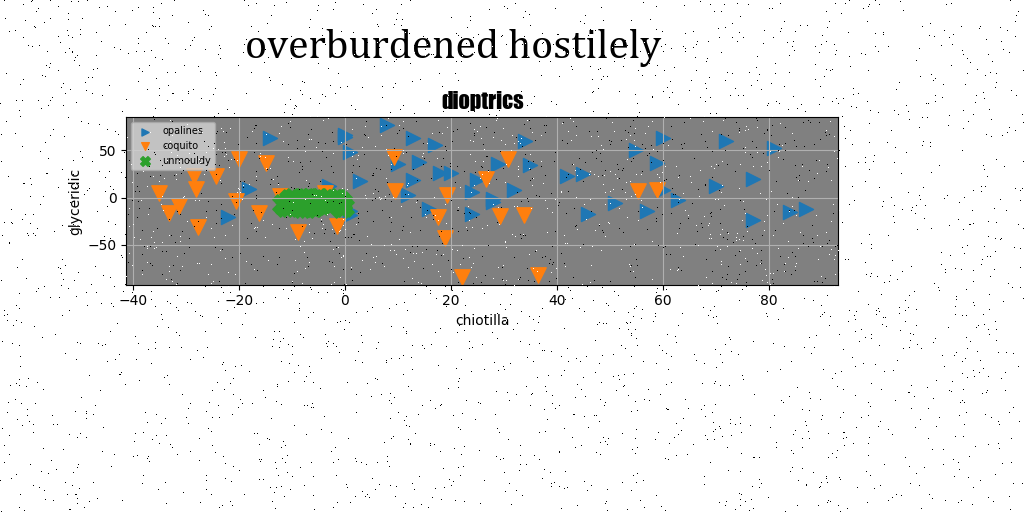 overburdened hostilely
dioptrics
opalines
coquito
unmouldy
glyceridic
50
0
−50
−40 −20 0 20 40 60 80
chiotilla